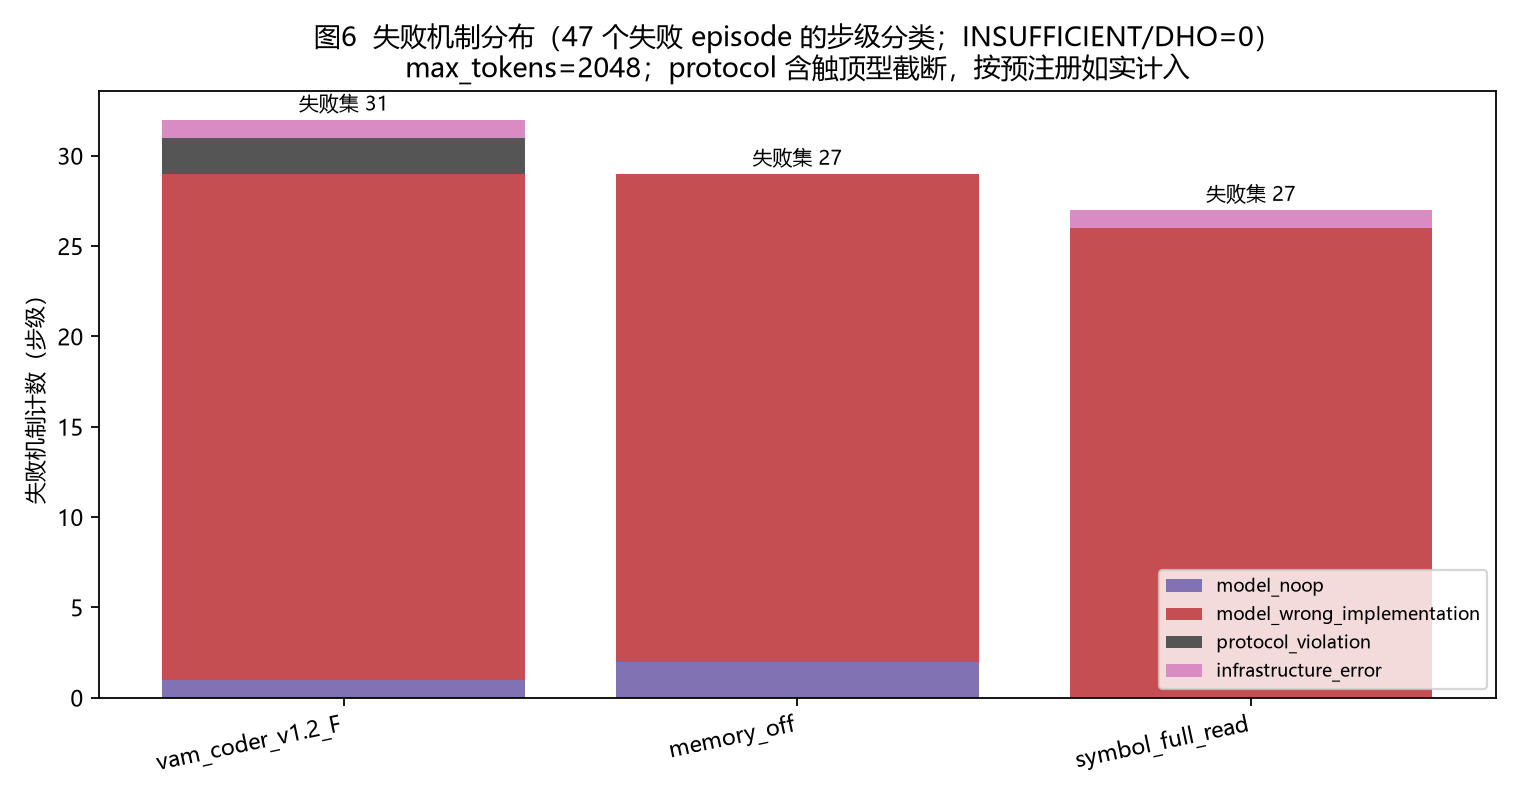 图6  失败机制分布（47 个失败 episode 的步级分类；INSUFFICIENT/DHO=0）
max_tokens=2048；protocol 含触顶型截断，按预注册如实计入
失败机制计数（步级）
30
25
20
15
10
5
0
失败集 31
失败集 27
失败集 27
model_noop
model_wrong_implementation
protocol_violation
infrastructure_error
vam_coder_v1.2_F
memory_off
symbol_full_read